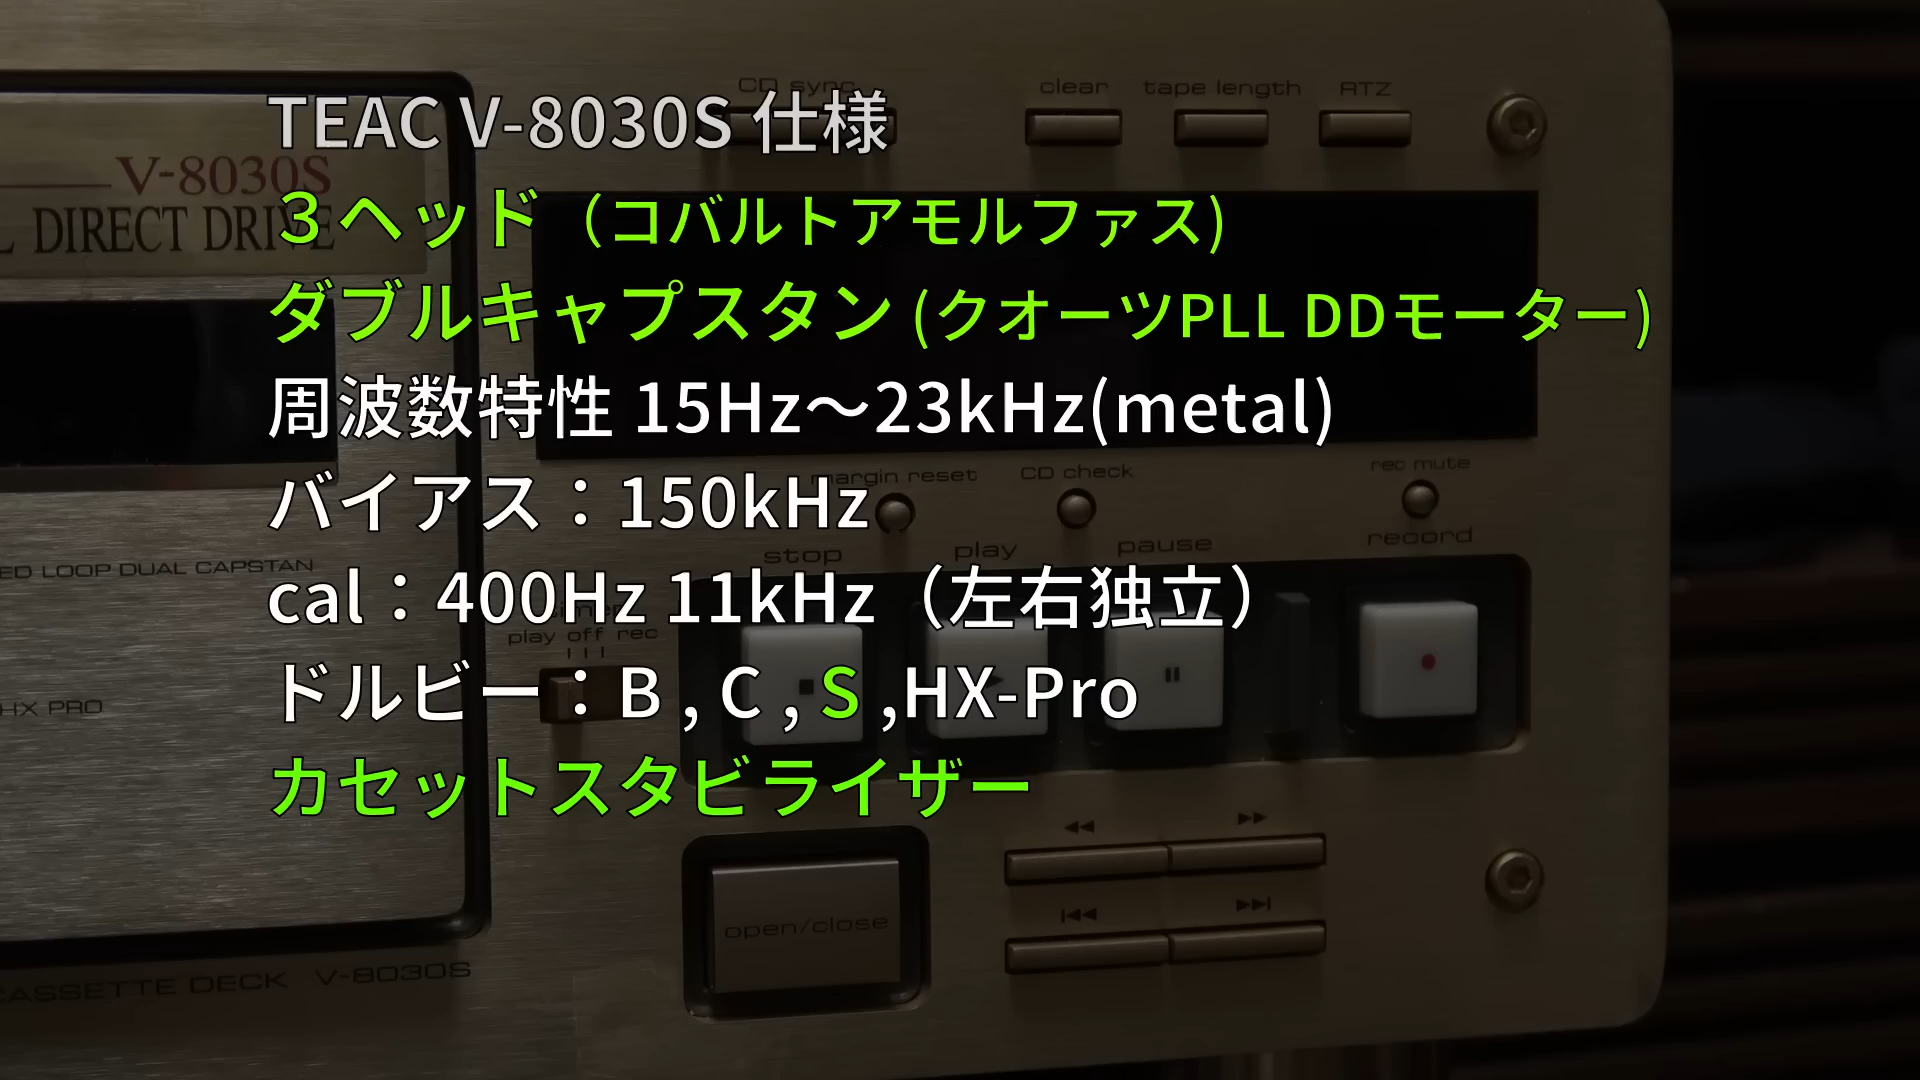 TEAC V-8030S 仕様
３ヘッド（コバルトアモルファス)
ダブルキャプスタン (クオーツPLL DDモーター)
周波数特性 15Hz〜23kHz(metal)
バイアス：150kHz
cal：400Hz 11kHz（左右独立）
ドルビー：B , C , S ,HX-Pro
カセットスタビライザー
CD sync
clear
tape length
RTZ
V-8030S
DIRECT DRIVE
margin reset
CD check
rec mute
stop
play
pause
record
ED LOOP DUAL CAPSTAN
play off rec
HX PRO
open/close
CASSETTE DECK V-8030S